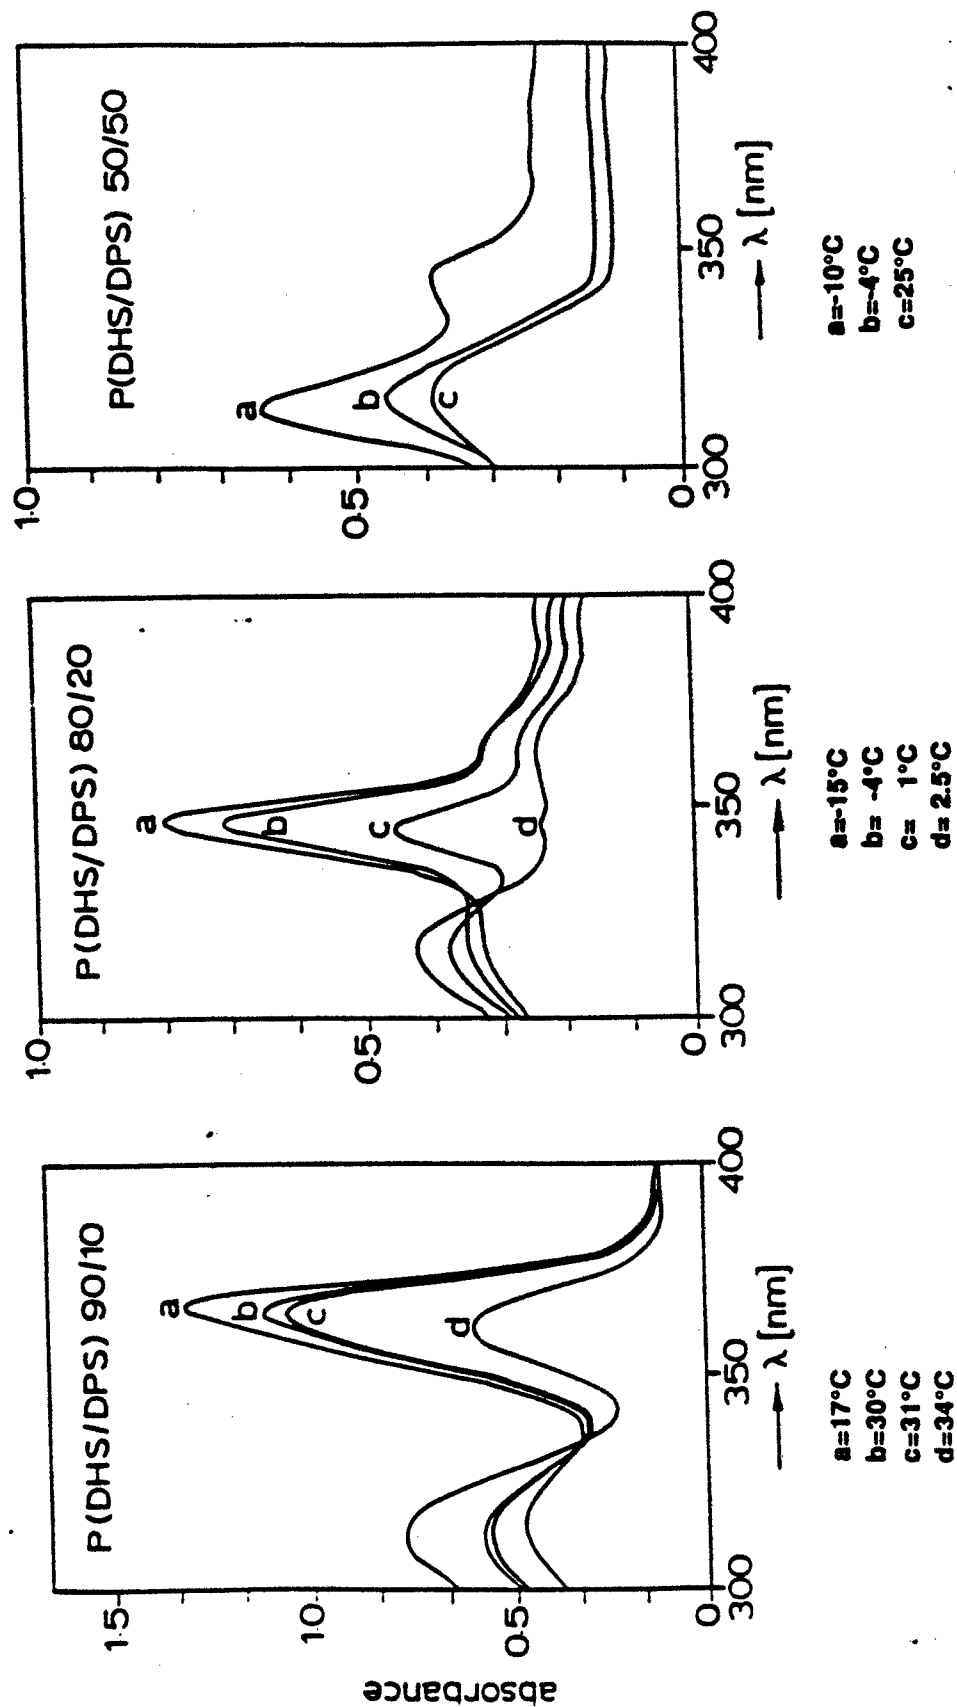 P(DHS/DPS) 90/10
absorbance
1·5
1·0
0·5
0
a
b
c
d
300
350
400
λ [nm]
a=17°C
b=30°C
c=31°C
d=34°C
P(DHS/DPS) 80/20
1·0
0·5
0
a
b
c
d
300
350
400
λ [nm]
a=-15°C
b= -4°C
c= 1°C
d= 2.5°C
P(DHS/DPS) 50/50
1·0
0·5
0
a
b
c
300
350
400
λ [nm]
a=-10°C
b=-4°C
c=25°C